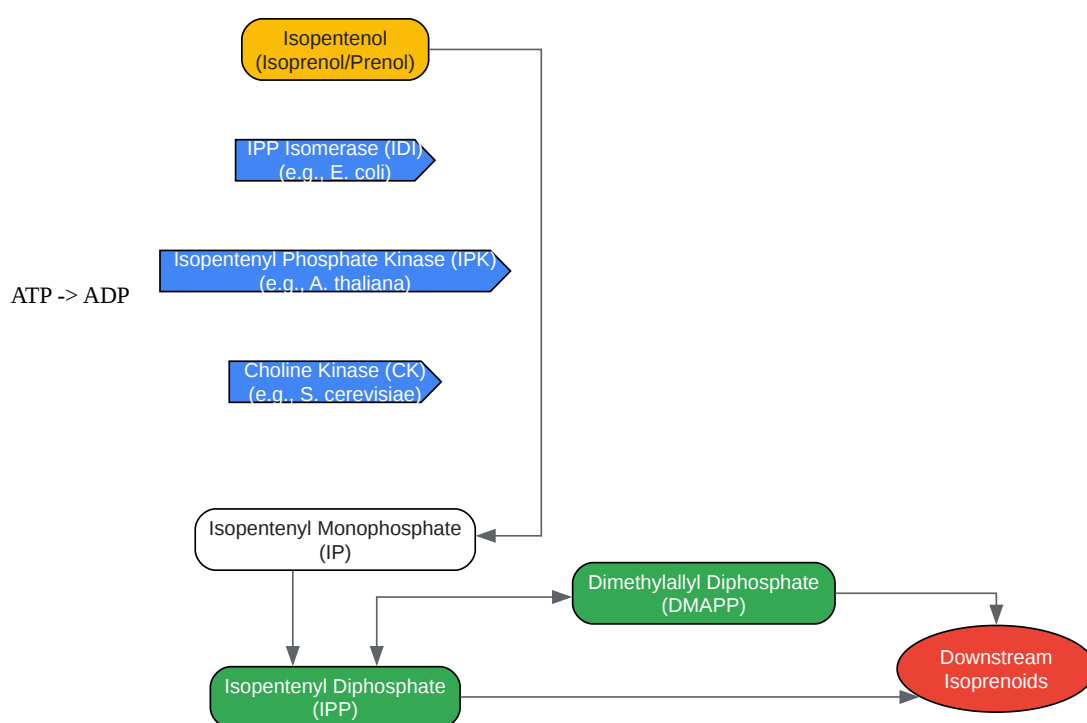 Isopentenol
(Isoprenol/Prenol)
IPP Isomerase (IDI)
(e.g., E. coli)
Isopentenyl Phosphate Kinase (IPK)
(e.g., A. thaliana)
ATP -> ADP
Choline Kinase (CK)
(e.g., S. cerevisiae)
Isopentenyl Monophosphate
(IP)
Dimethylallyl Diphosphate
(DMAPP)
Downstream
Isoprenoids
Isopentenyl Diphosphate
(IPP)